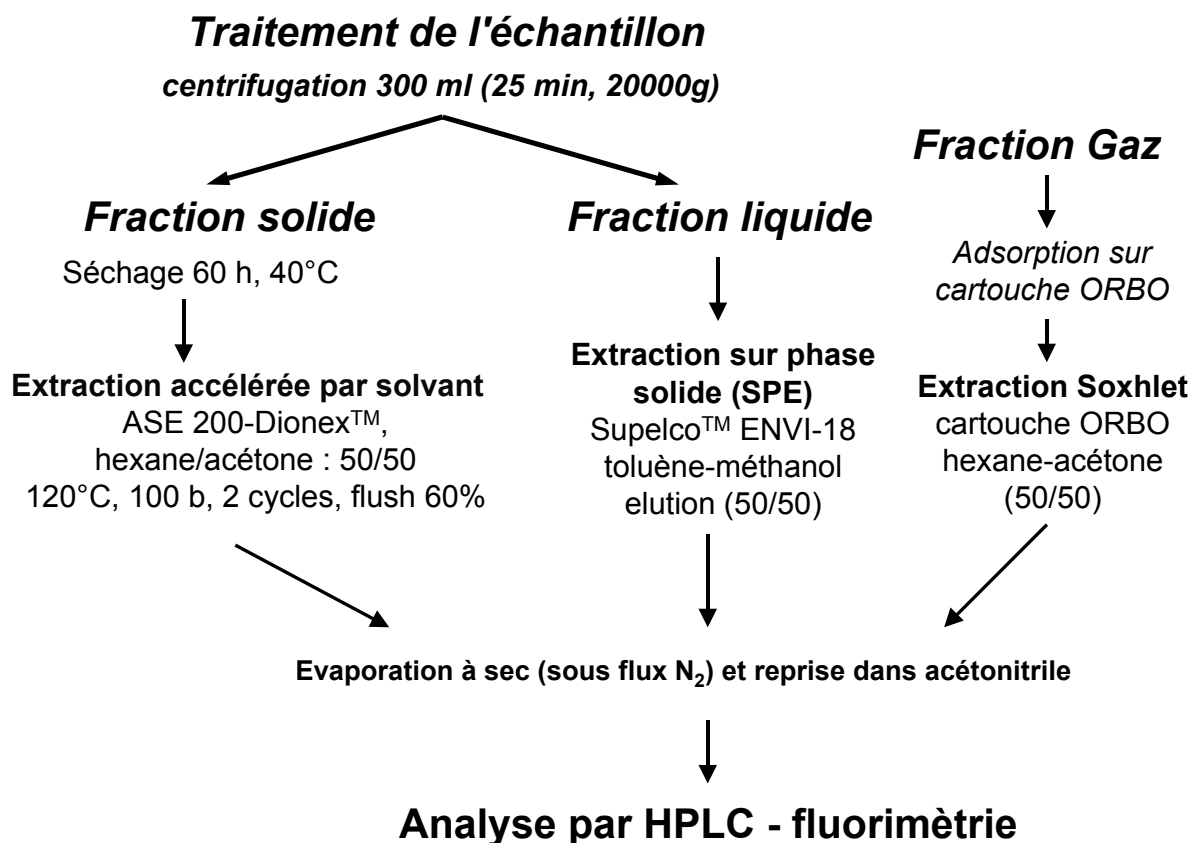 Traitement de l'échantillon
centrifugation 300 ml (25 min, 20000g)
Fraction solide
Séchage 60 h, 40°C
Extraction accélérée par solvant
ASE 200-Dionex™,
hexane/acétone : 50/50
120°C, 100 b, 2 cycles, flush 60%
Fraction liquide
Extraction sur phase
solide (SPE)
Supelco™ ENVI-18
toluène-méthanol
elution (50/50)
Fraction Gaz
Adsorption sur
cartouche ORBO
Extraction Soxhlet
cartouche ORBO
hexane-acétone
(50/50)
Evaporation à sec (sous flux N₂) et reprise dans acétonitrile
Analyse par HPLC - fluorimètrie